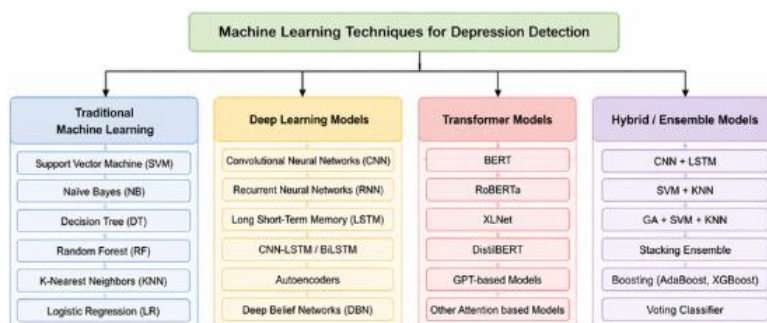 Machine Learning Techniques for Depression Detection
Traditional
Machine Learning
Support Vector Machine (SVM)
Naïve Bayes (NB)
Decision Tree (DT)
Random Forest (RF)
K-Nearest Neighbors (KNN)
Logistic Regression (LR)
Deep Learning Models
Convolutional Neural Networks (CNN)
Recurrent Neural Networks (RNN)
Long Short-Term Memory (LSTM)
CNN-LSTM / BiLSTM
Autoencoders
Deep Belief Networks (DBN)
Transformer Models
BERT
RoBERTa
XLNet
DistilBERT
GPT-based Models
Other Attention based Models
Hybrid / Ensemble Models
CNN + LSTM
SVM + KNN
GA + SVM + KNN
Stacking Ensemble
Boosting (AdaBoost, XGBoost)
Voting Classifier